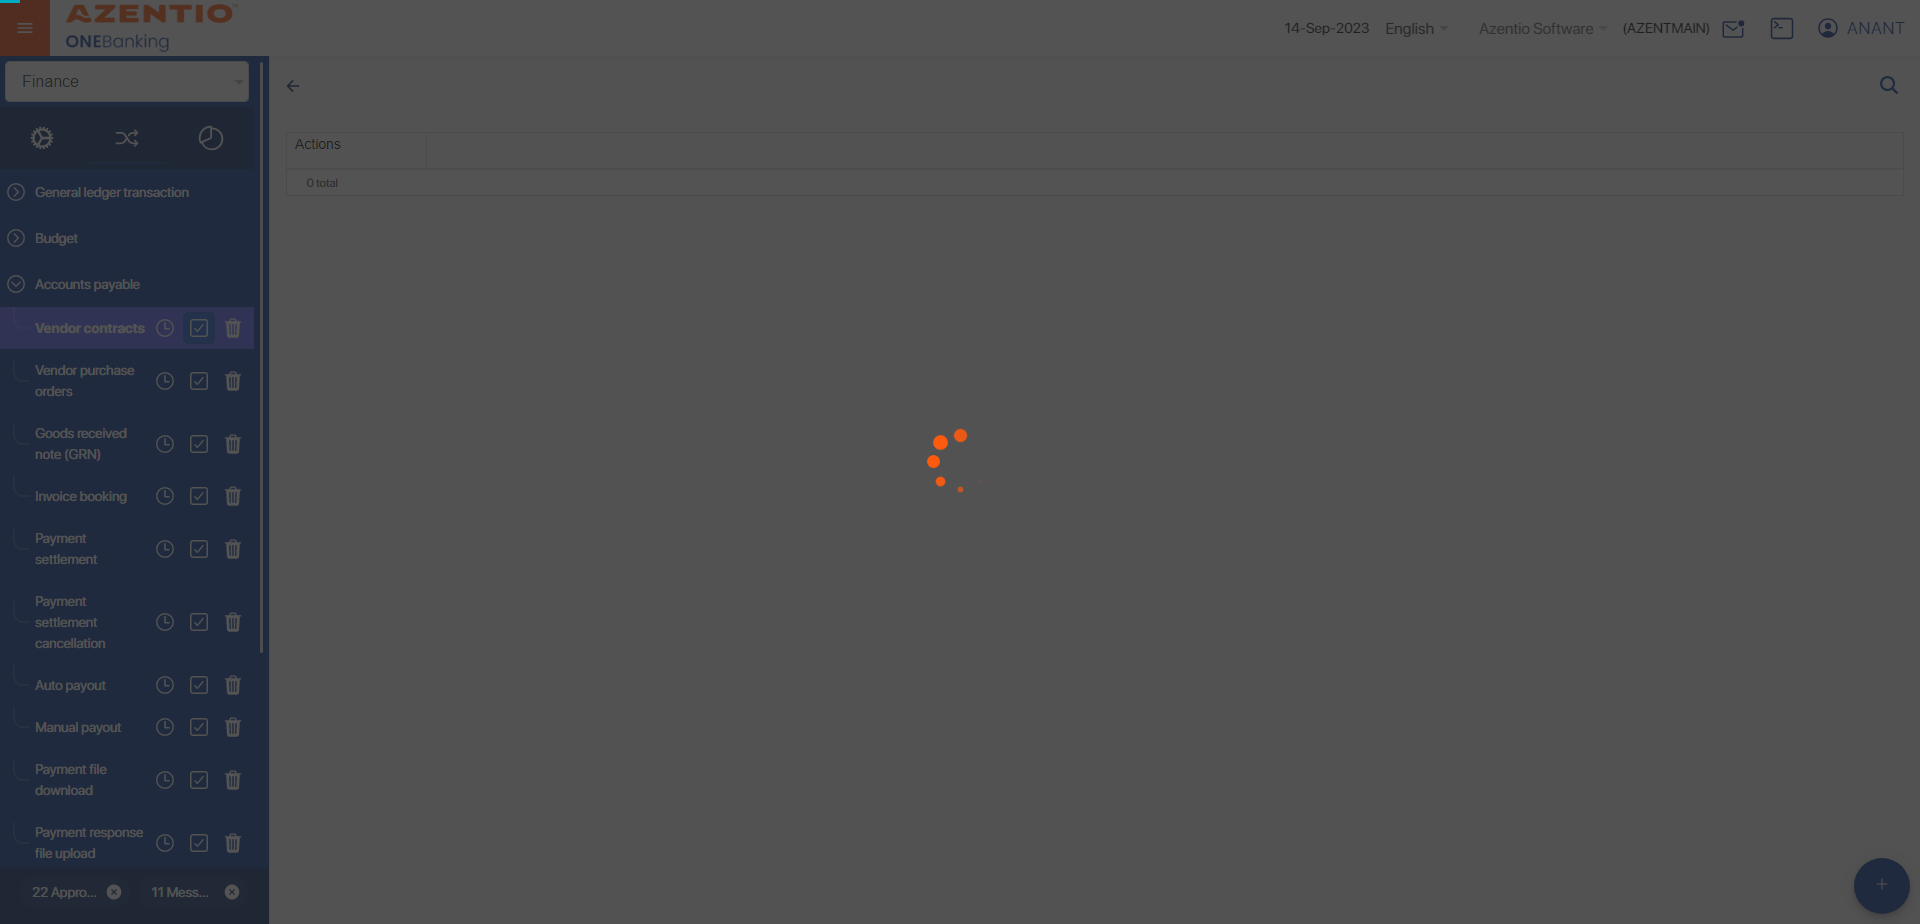 AZENTIO
ONEBanking
14-Sep-2023 English Azentio Software (AZENTMAIN) ANANT
Finance
General ledger transaction
Budget
Accounts payable
Vendor contracts
Vendor purchase
orders
Goods received
note (GRN)
Invoice booking
Payment
settlement
Payment
settlement
cancellation
Auto payout
Manual payout
Payment file
download
Payment response
file upload
22 Appro... 11 Mess...
Actions
0 total